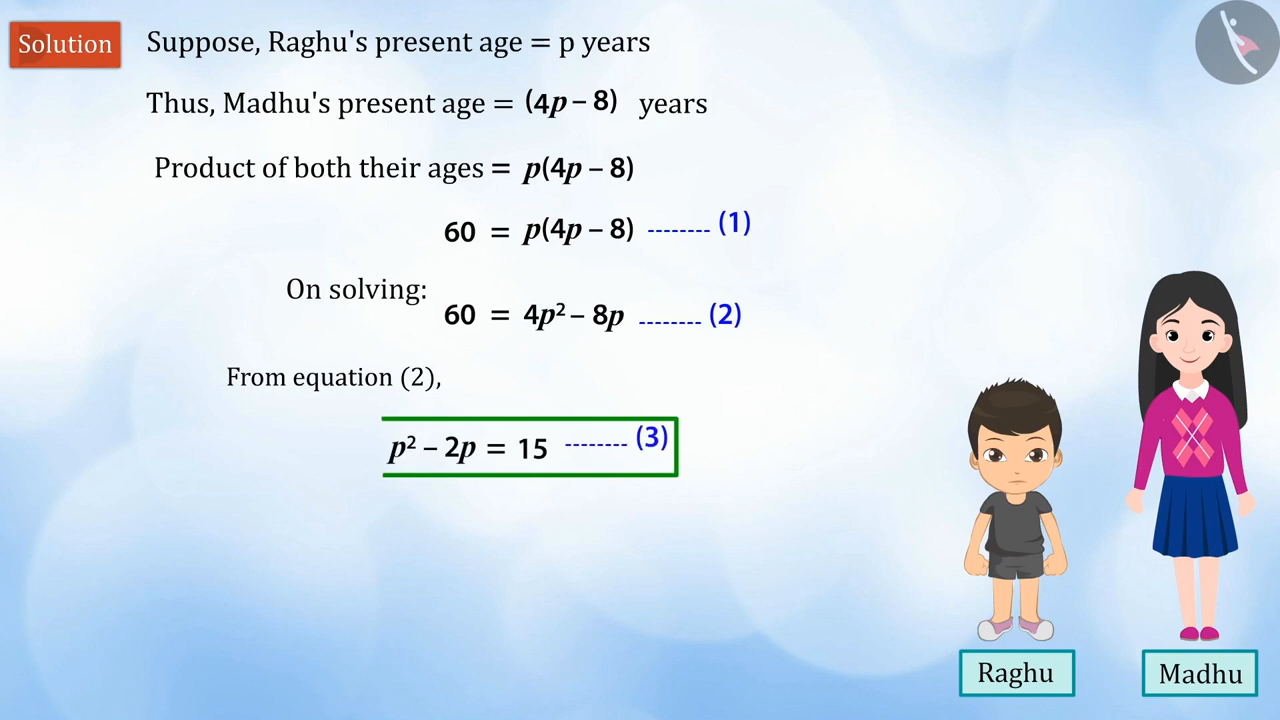 Solution
Suppose, Raghu's present age = p years
Thus, Madhu's present age = (4p – 8) years
Product of both their ages = p(4p – 8)
60 = p(4p – 8) -------- (1)
On solving:
60 = 4p² – 8p -------- (2)
From equation (2),
p² – 2p = 15 -------- (3)
Raghu
Madhu